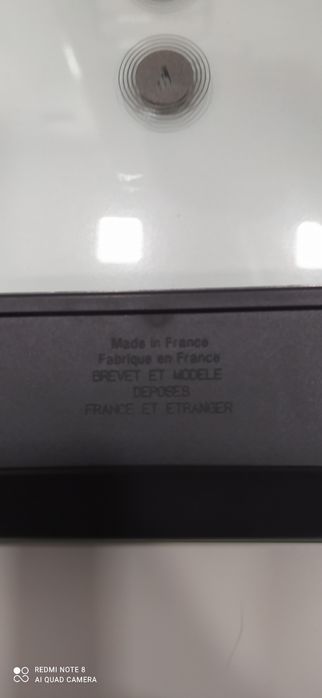 Made in France
Fabrique en France
BREVET ET MODELE
DEPOSES
FRANCE ET ETRANGER
REDMI NOTE 8
AI QUAD CAMERA